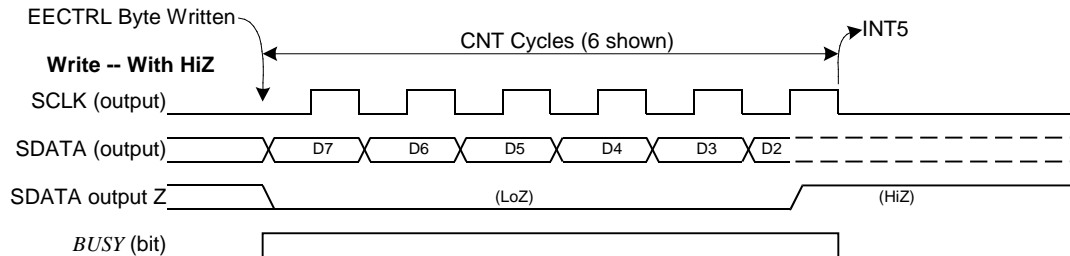 EECTRL Byte Written
CNT Cycles (6 shown)
INT5
Write -- With HiZ
SCLK (output)
SDATA (output)
D7 D6 D5 D4 D3 D2
SDATA output Z
(LoZ)
(HiZ)
BUSY (bit)